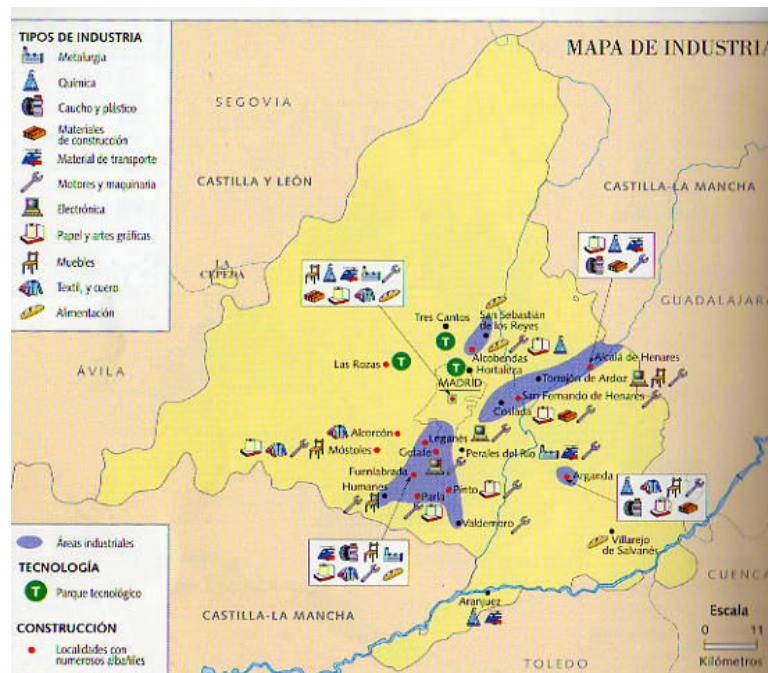 TIPOS DE INDUSTRIA
Metalurgia
Química
Caucho y plástico
Materiales
de construcción
Material de transporte
Motores y maquinaria
Electrónica
Papel y artes gráficas
Muebles
Textil, y cuero
Alimentación
MAPA DE INDUSTRIA
SEGOVIA
CASTILLA Y LEÓN
CASTILLA-LA MANCHA
LA
CEPEDA
GUADALAJARA
ÁVILA
Tres Cantos
San Sebastián
de los Reyes
T
Alcobendas
Las Rozas
T
T
Hortaleza
Alcalá de Henares
MADRID
Torrejón de Ardoz
San Fernando de Henares
Coslada
Alcorcón
Leganés
Móstoles
Getafe
Perales del Río
Fuenlabrada
Arganda
Humanes
Parla
Pinto
Valdemoro
Villarejo
de Salvanés
Áreas industriales
TECNOLOGÍA
T
Parque tecnológico
CONSTRUCCIÓN
Localidades con
numerosos albañiles
CASTILLA-LA MANCHA
Aranjuez
CUENCA
TOLEDO
Escala
0 11
Kilómetros